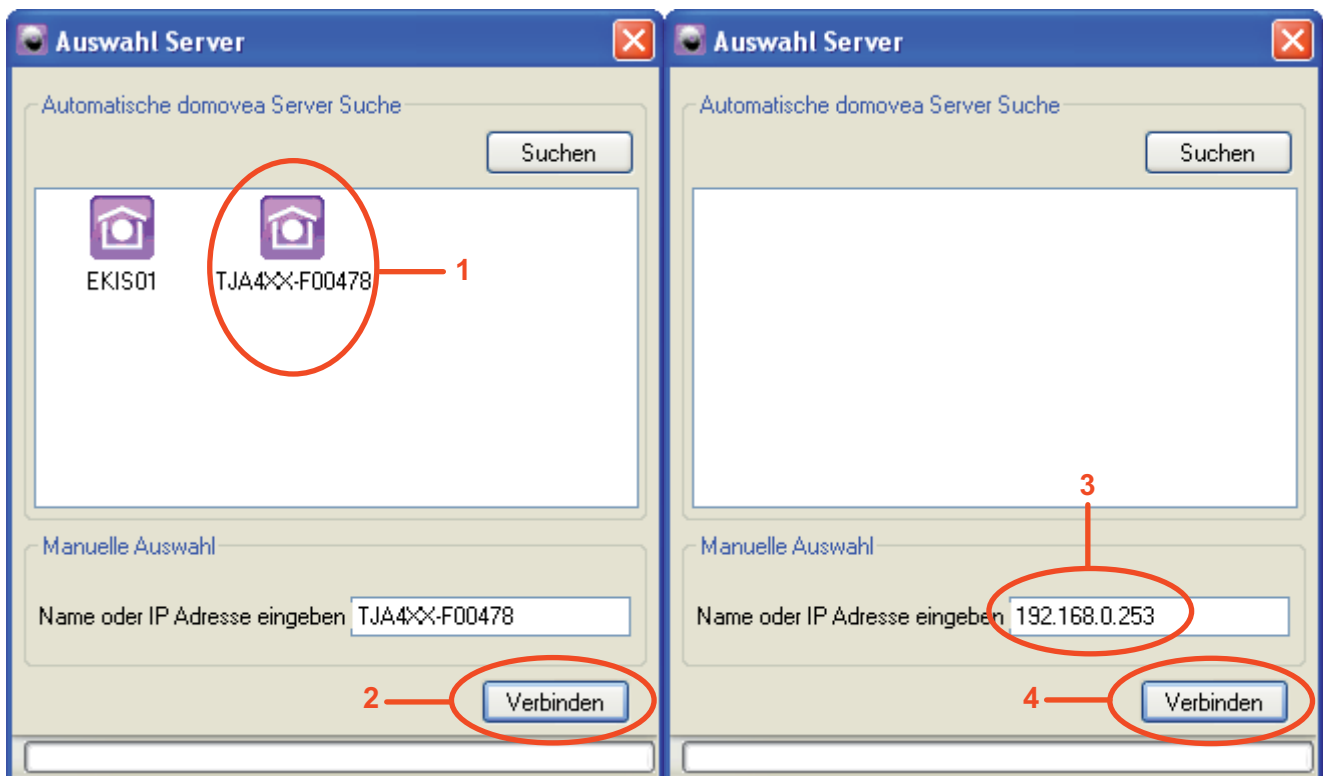 Auswahl Server
Automatische domovea Server Suche
Suchen
EKIS01
TJA4XX-F00478
1
Manuelle Auswahl
Name oder IP Adresse eingeben TJA4XX-F00478
2
Verbinden
Auswahl Server
Automatische domovea Server Suche
Suchen
3
Manuelle Auswahl
Name oder IP Adresse eingeben 192.168.0.253
4
Verbinden